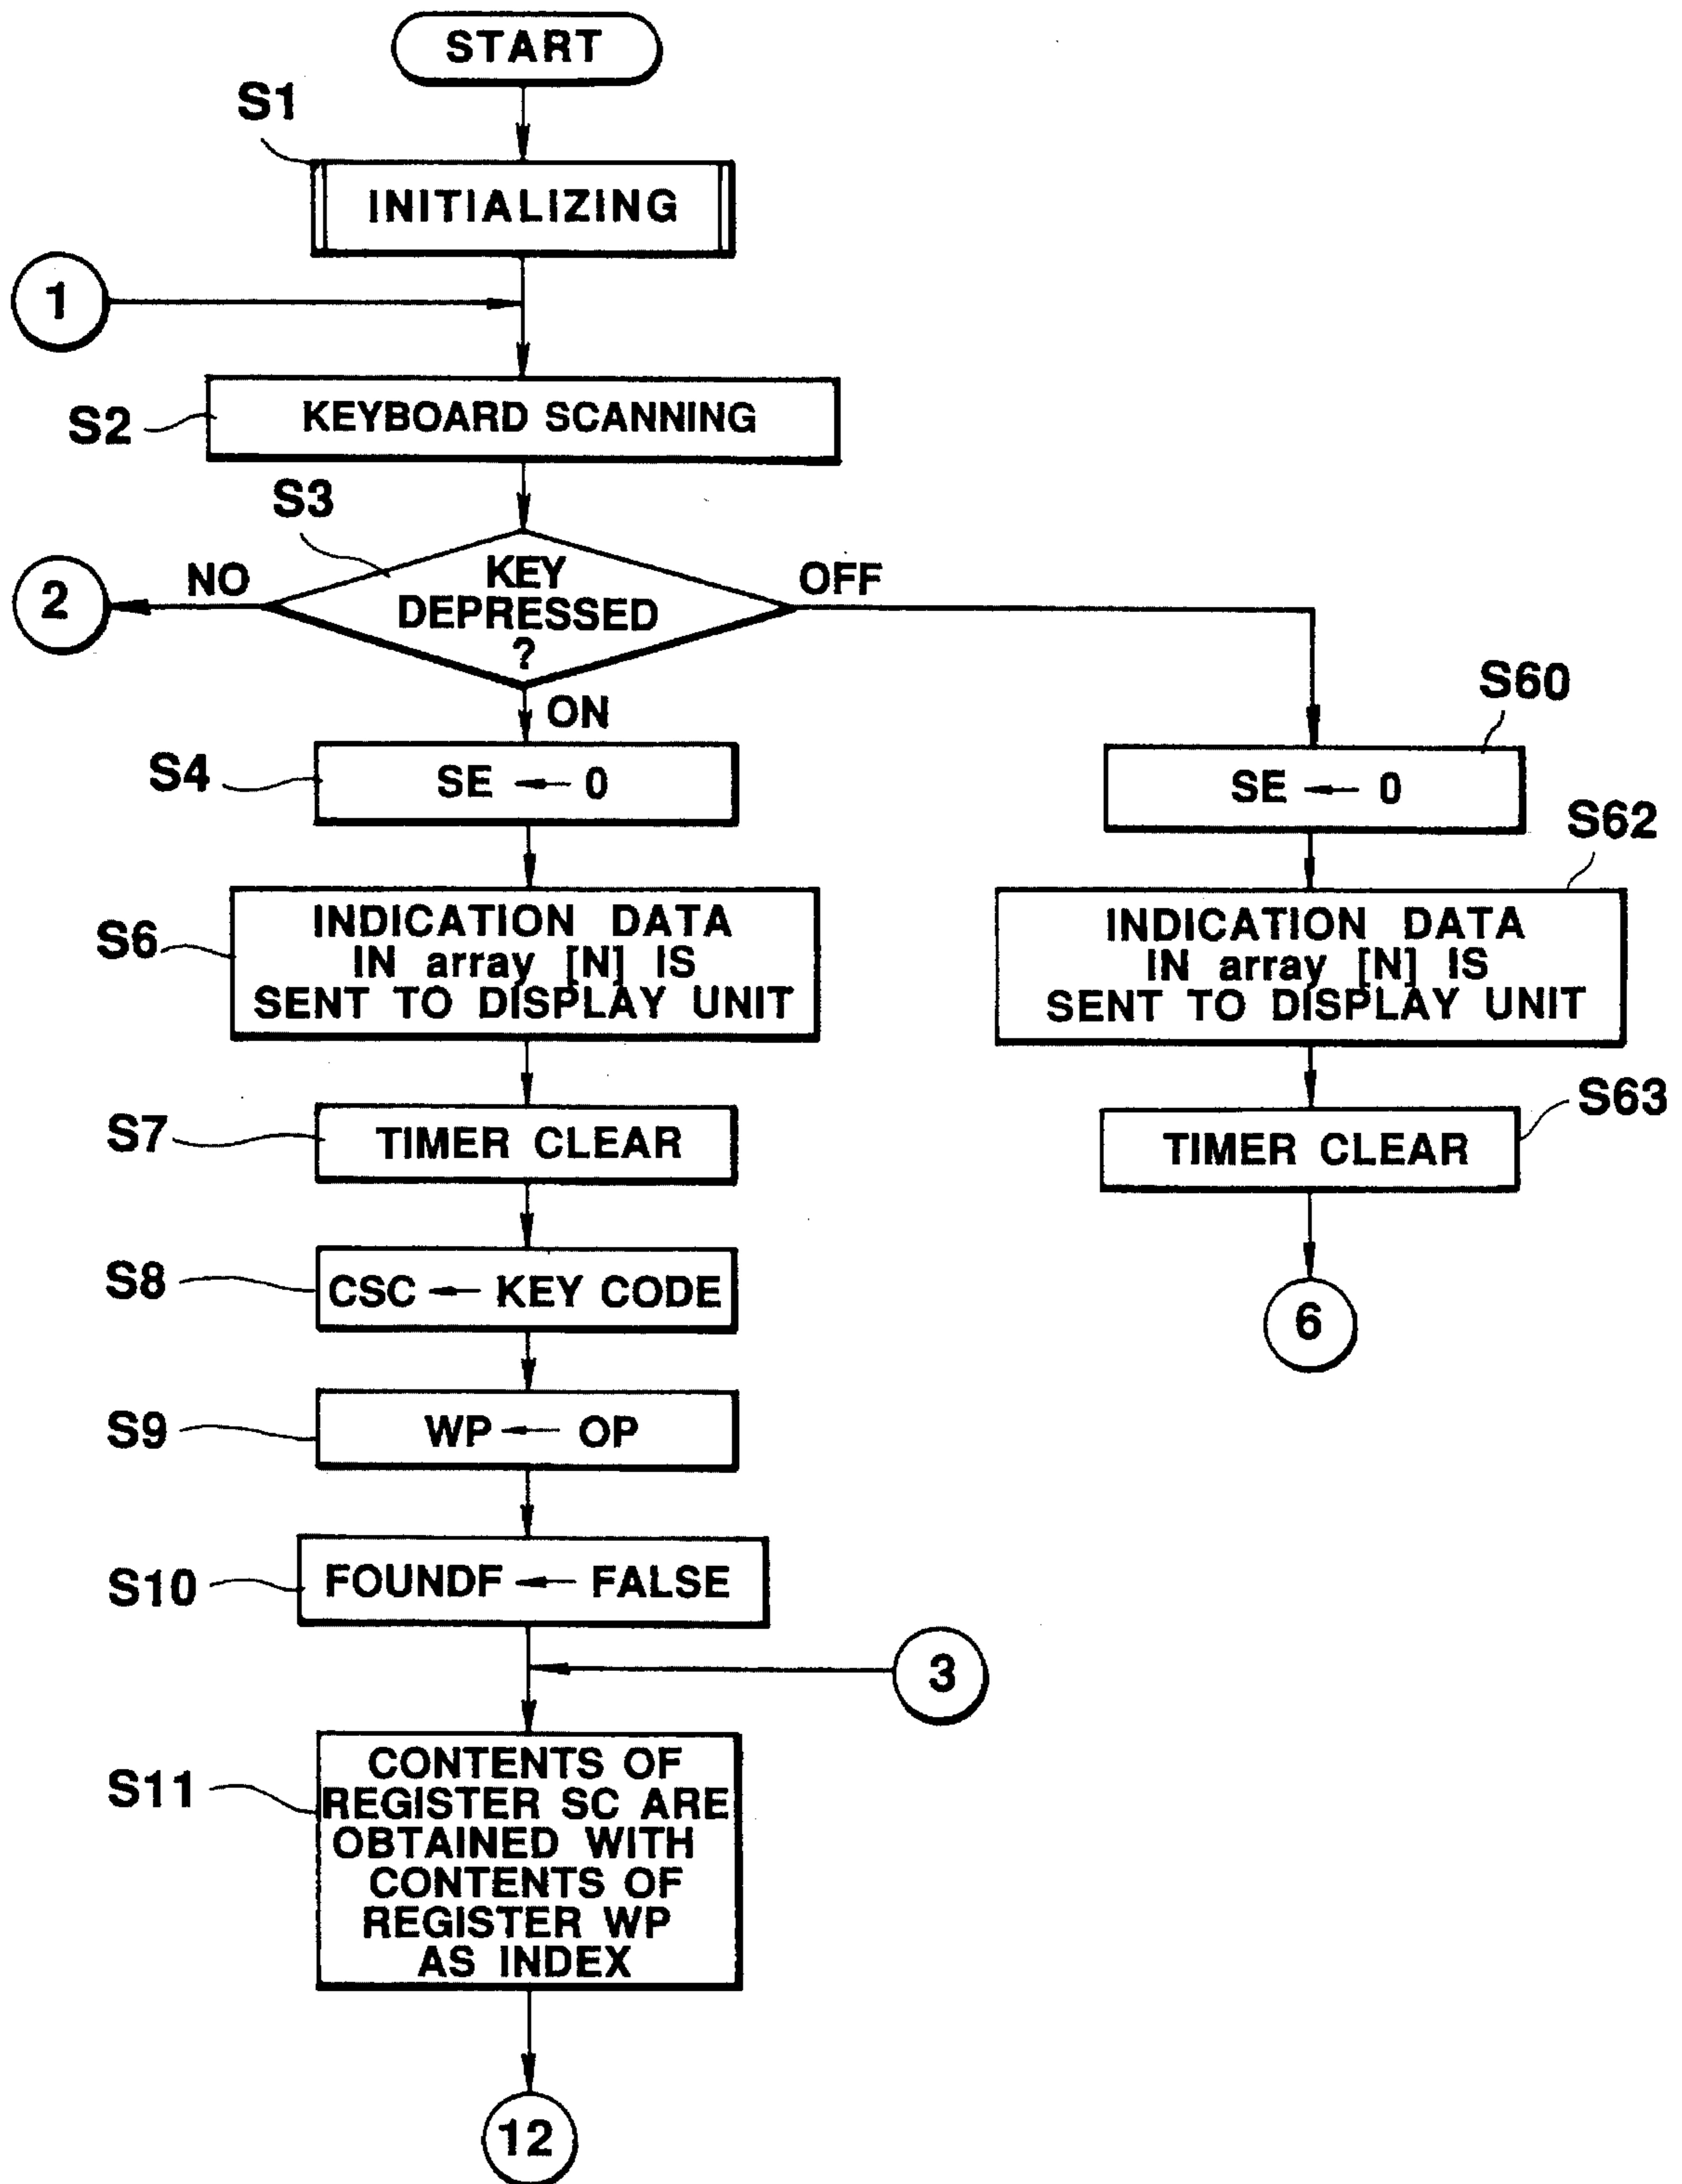 START
S1
INITIALIZING
1
S2
KEYBOARD SCANNING
S3
KEY
DEPRESSED
?
NO
2
OFF
ON
S4
SE ← 0
S6
INDICATION DATA
IN array [N] IS
SENT TO DISPLAY UNIT
S7
TIMER CLEAR
S8
CSC ← KEY CODE
S9
WP ← OP
S10
FOUNDF ← FALSE
3
S11
CONTENTS OF
REGISTER SC ARE
OBTAINED WITH
CONTENTS OF
REGISTER WP
AS INDEX
12
S60
SE ← 0
S62
INDICATION DATA
IN array [N] IS
SENT TO DISPLAY UNIT
S63
TIMER CLEAR
6